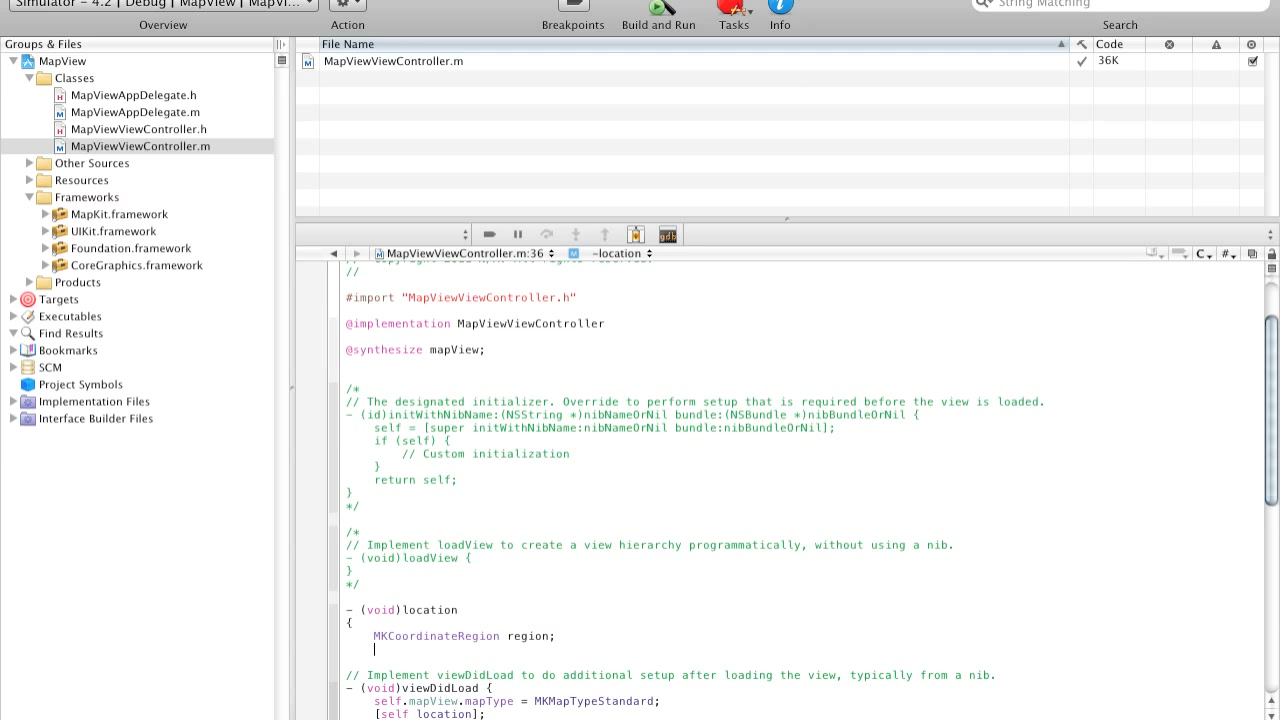 Simulator - 4.2 | Debug | MapView | MapVi...
String Matching
Overview
Action
Breakpoints
Build and Run
Tasks
Info
Search
Groups & Files
File Name
Code
MapView
MapViewViewController.m
36K
Classes
MapViewAppDelegate.h
MapViewAppDelegate.m
MapViewViewController.h
MapViewViewController.m
Other Sources
Resources
Frameworks
MapKit.framework
UIKit.framework
Foundation.framework
CoreGraphics.framework
Products
Targets
Executables
Find Results
Bookmarks
SCM
Project Symbols
Implementation Files
Interface Builder Files
gdb
MapViewViewController.m:36
M
-location
C
#
//
#import "MapViewViewController.h"
@implementation MapViewViewController
@synthesize mapView;
/*
// The designated initializer. Override to perform setup that is required before the view is loaded.
- (id)initWithNibName:(NSString *)nibNameOrNil bundle:(NSBundle *)nibBundleOrNil {
self = [super initWithNibName:nibNameOrNil bundle:nibBundleOrNil];
if (self) {
// Custom initialization
}
return self;
}
*/
/*
// Implement loadView to create a view hierarchy programmatically, without using a nib.
- (void)loadView {
}
*/
- (void)location
{
MKCoordinateRegion region;
// Implement viewDidLoad to do additional setup after loading the view, typically from a nib.
- (void)viewDidLoad {
self.mapView.mapType = MKMapTypeStandard;
[self location];